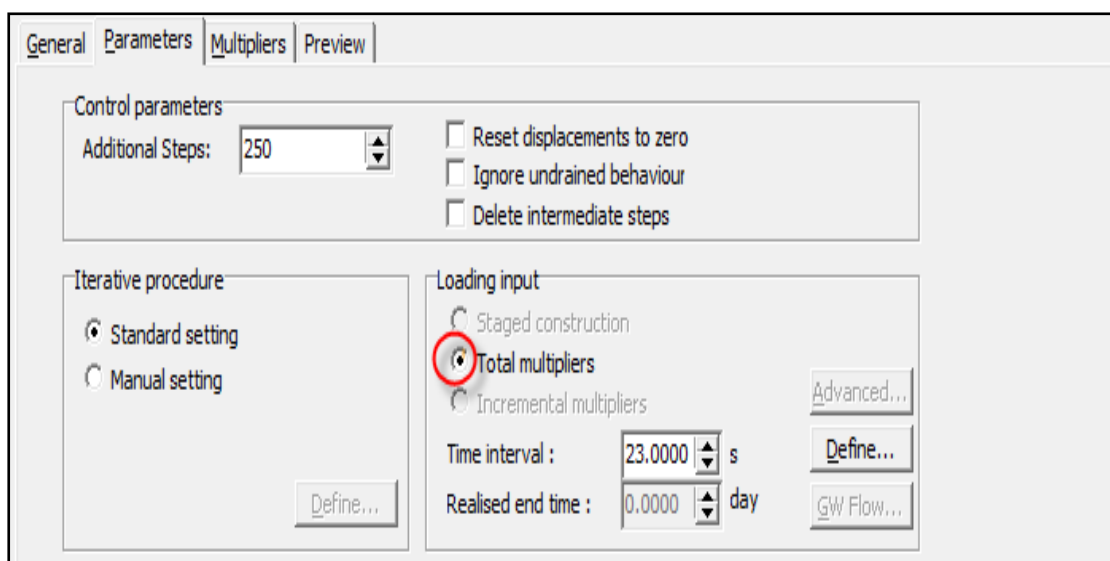 General Parameters Multipliers Preview
Control parameters
Additional Steps: 250
Reset displacements to zero
Ignore undrained behaviour
Delete intermediate steps
Iterative procedure
Standard setting
Manual setting
Define...
Loading input
Staged construction
Total multipliers
Incremental multipliers
Advanced...
Time interval : 23.0000 s
Define...
Realised end time : 0.0000 day
GW Flow...